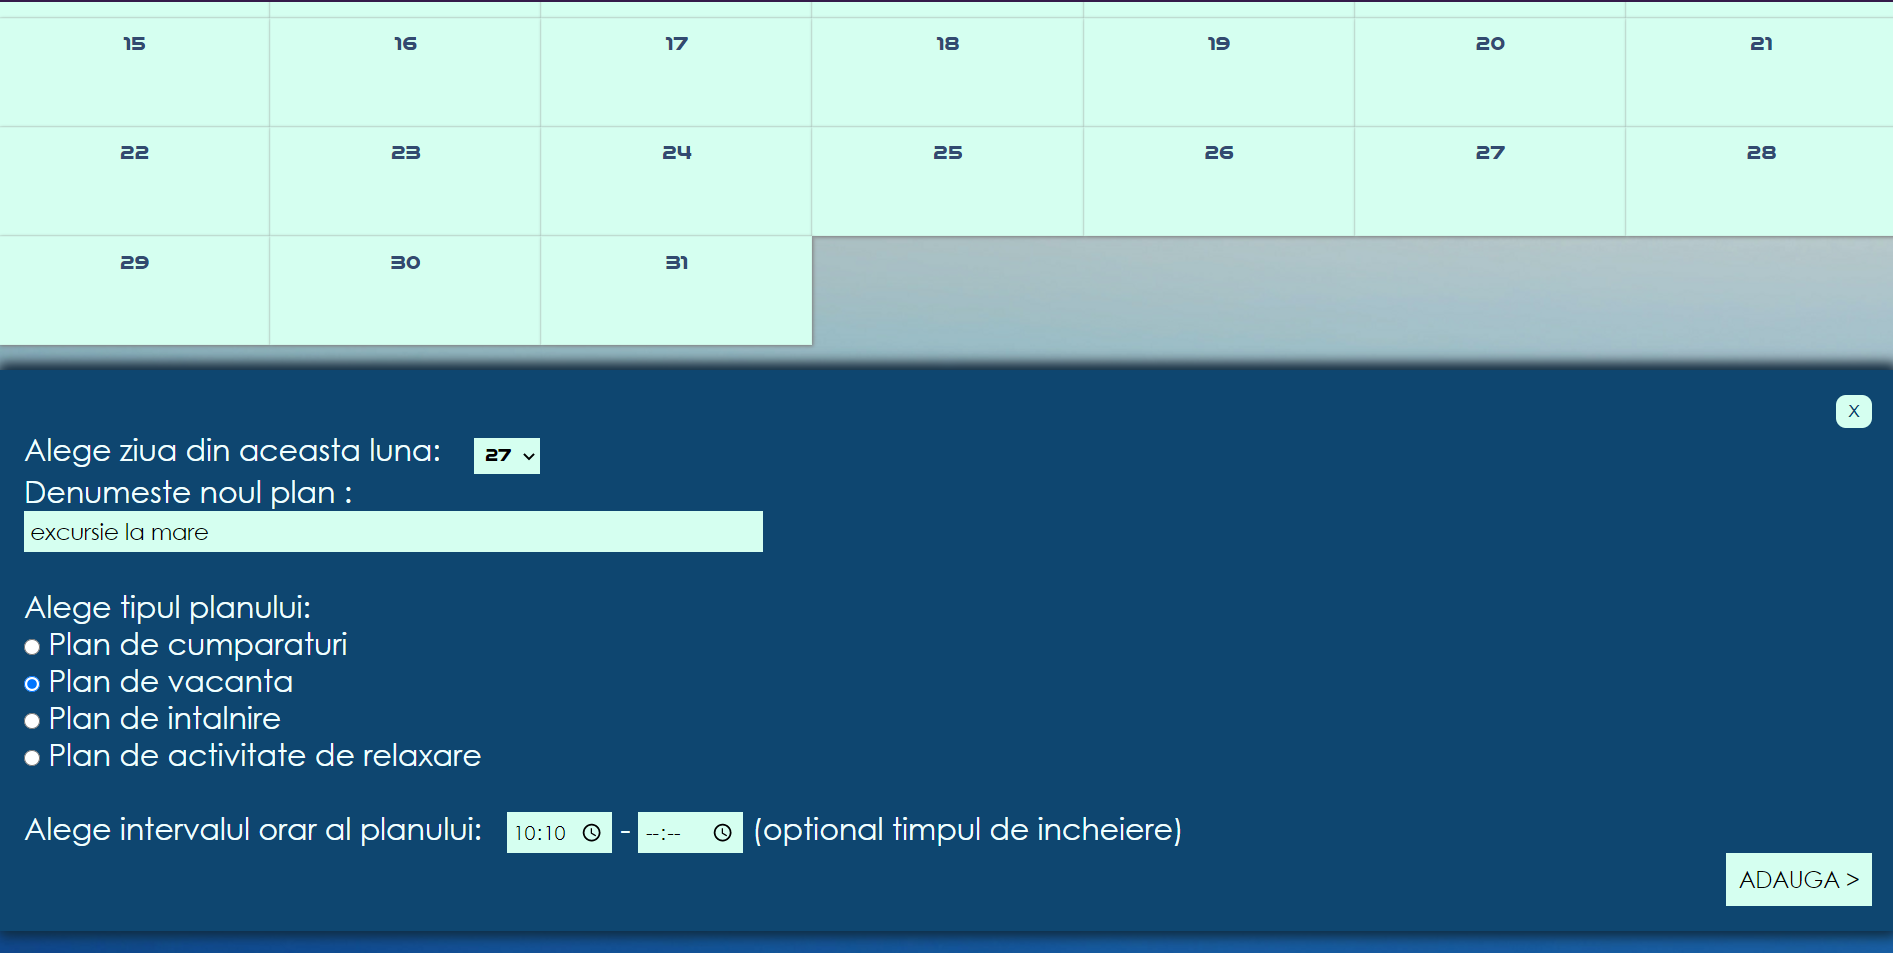 15 16 17 18 19 20 21
22 23 24 25 26 27 28
29 30 31
X
Alege ziua din aceasta luna: 27
Denumeste noul plan :
excursie la mare
Alege tipul planului:
Plan de cumparaturi
Plan de vacanta
Plan de intalnire
Plan de activitate de relaxare
Alege intervalul orar al planului: 10:10 - --:-- (optional timpul de incheiere)
ADAUGA >